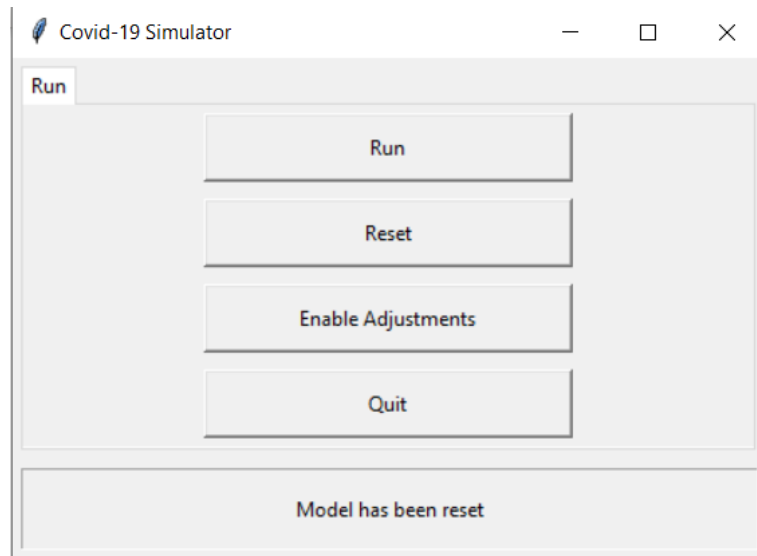 Covid-19 Simulator
Run
Run
Reset
Enable Adjustments
Quit
Model has been reset